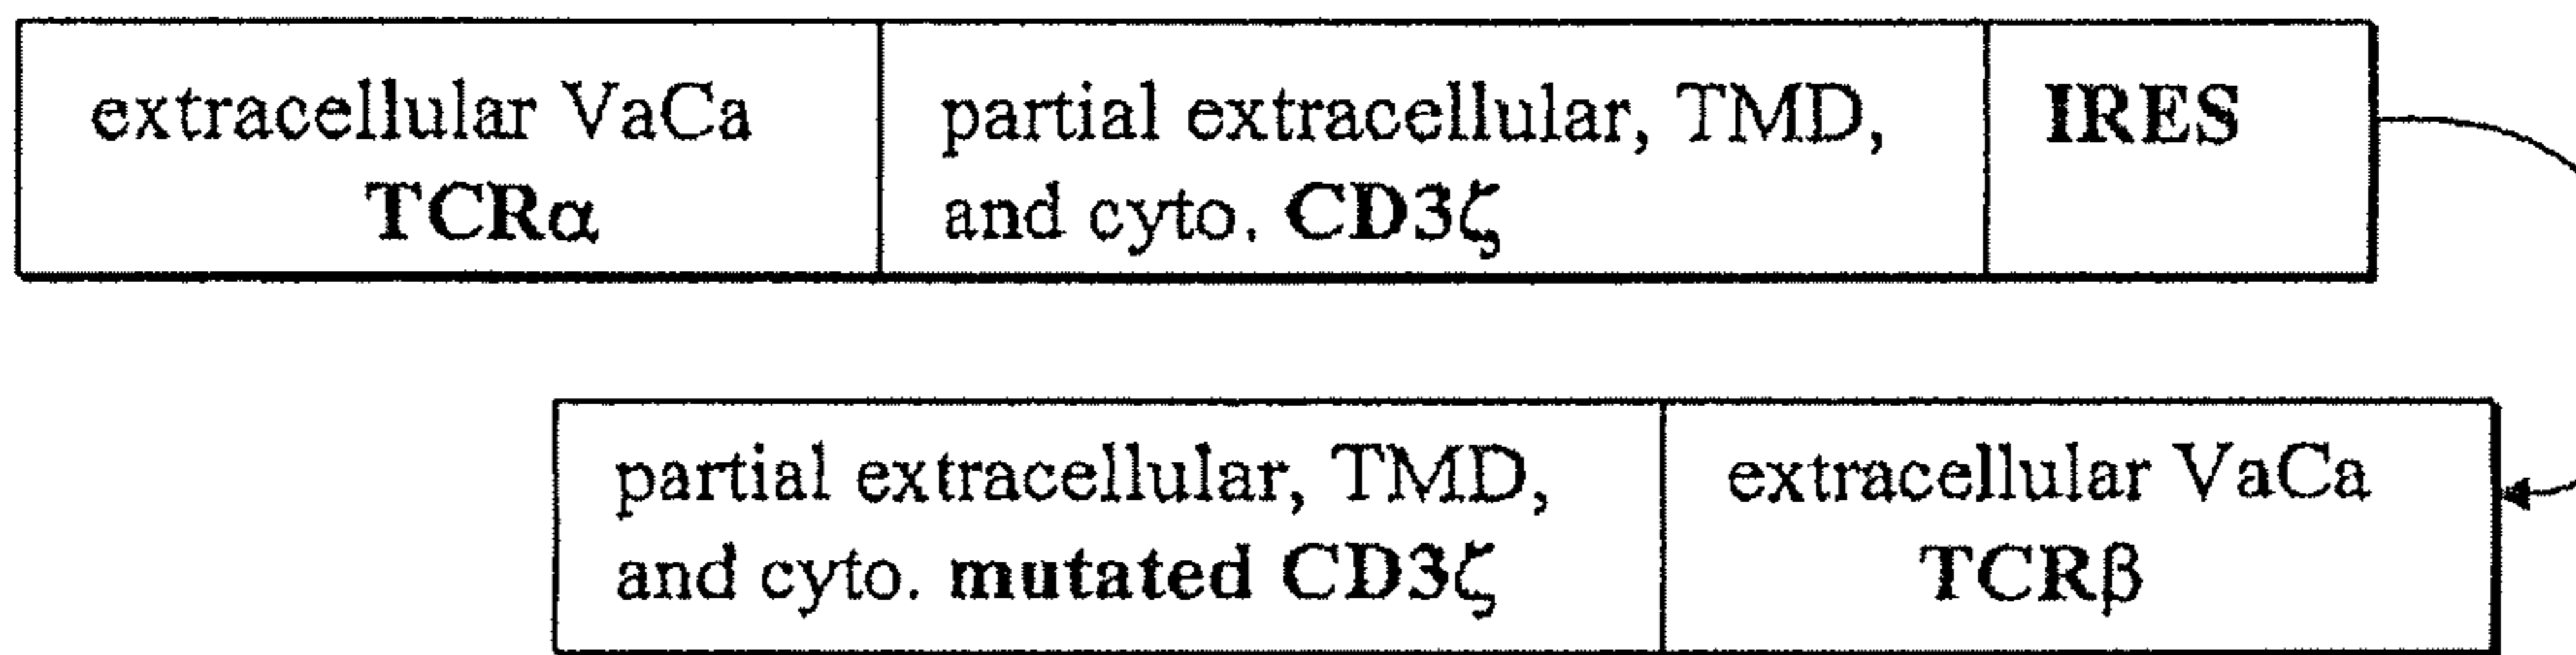 extracellular VaCa
TCRα
partial extracellular, TMD,
and cyto. CD3ζ
IRES
partial extracellular, TMD,
and cyto. mutated CD3ζ
extracellular VaCa
TCRβ